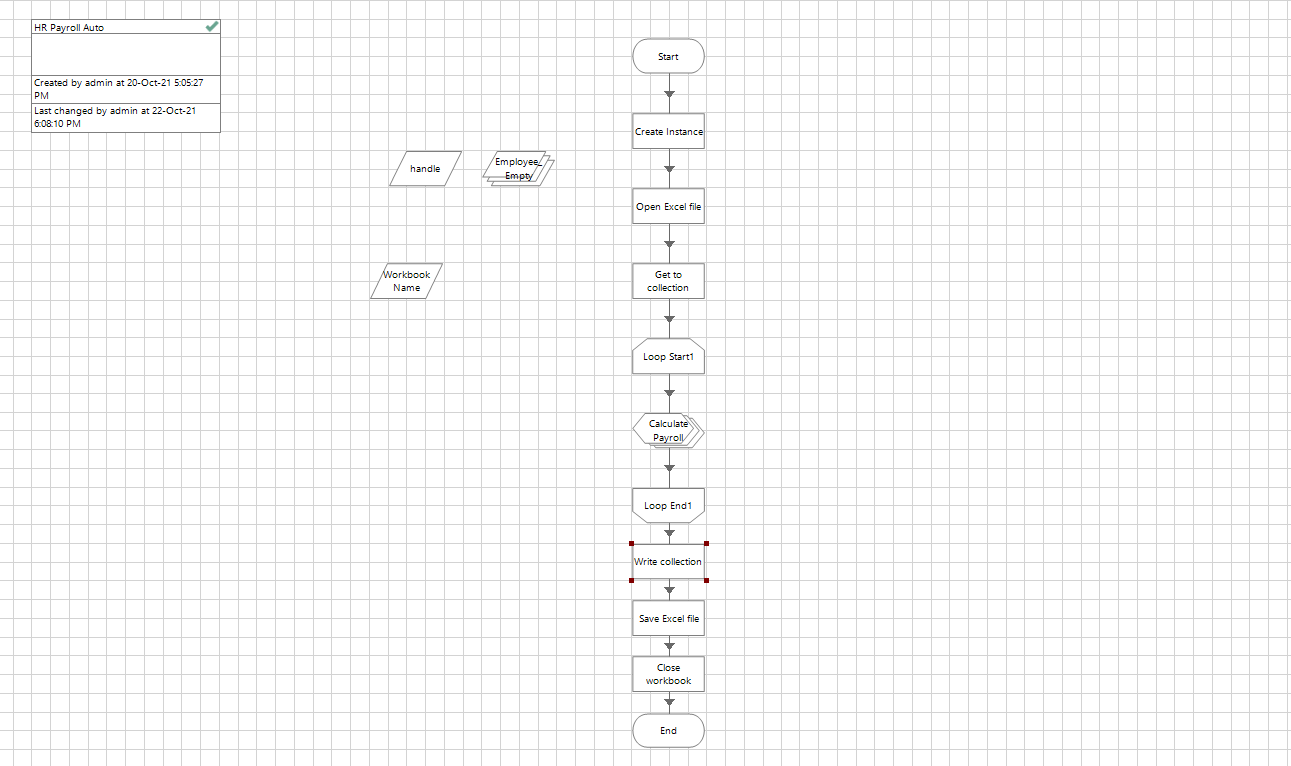 HR Payroll Auto
Created by admin at 20-Oct-21 5:05:27
PM
Last changed by admin at 22-Oct-21
6:08:10 PM
Start
Create Instance
handle
Employee_
Empty
Open Excel file
Workbook
Name
Get to
collection
Loop Start1
Calculate
Payroll
Loop End1
Write collection
Save Excel file
Close
workbook
End